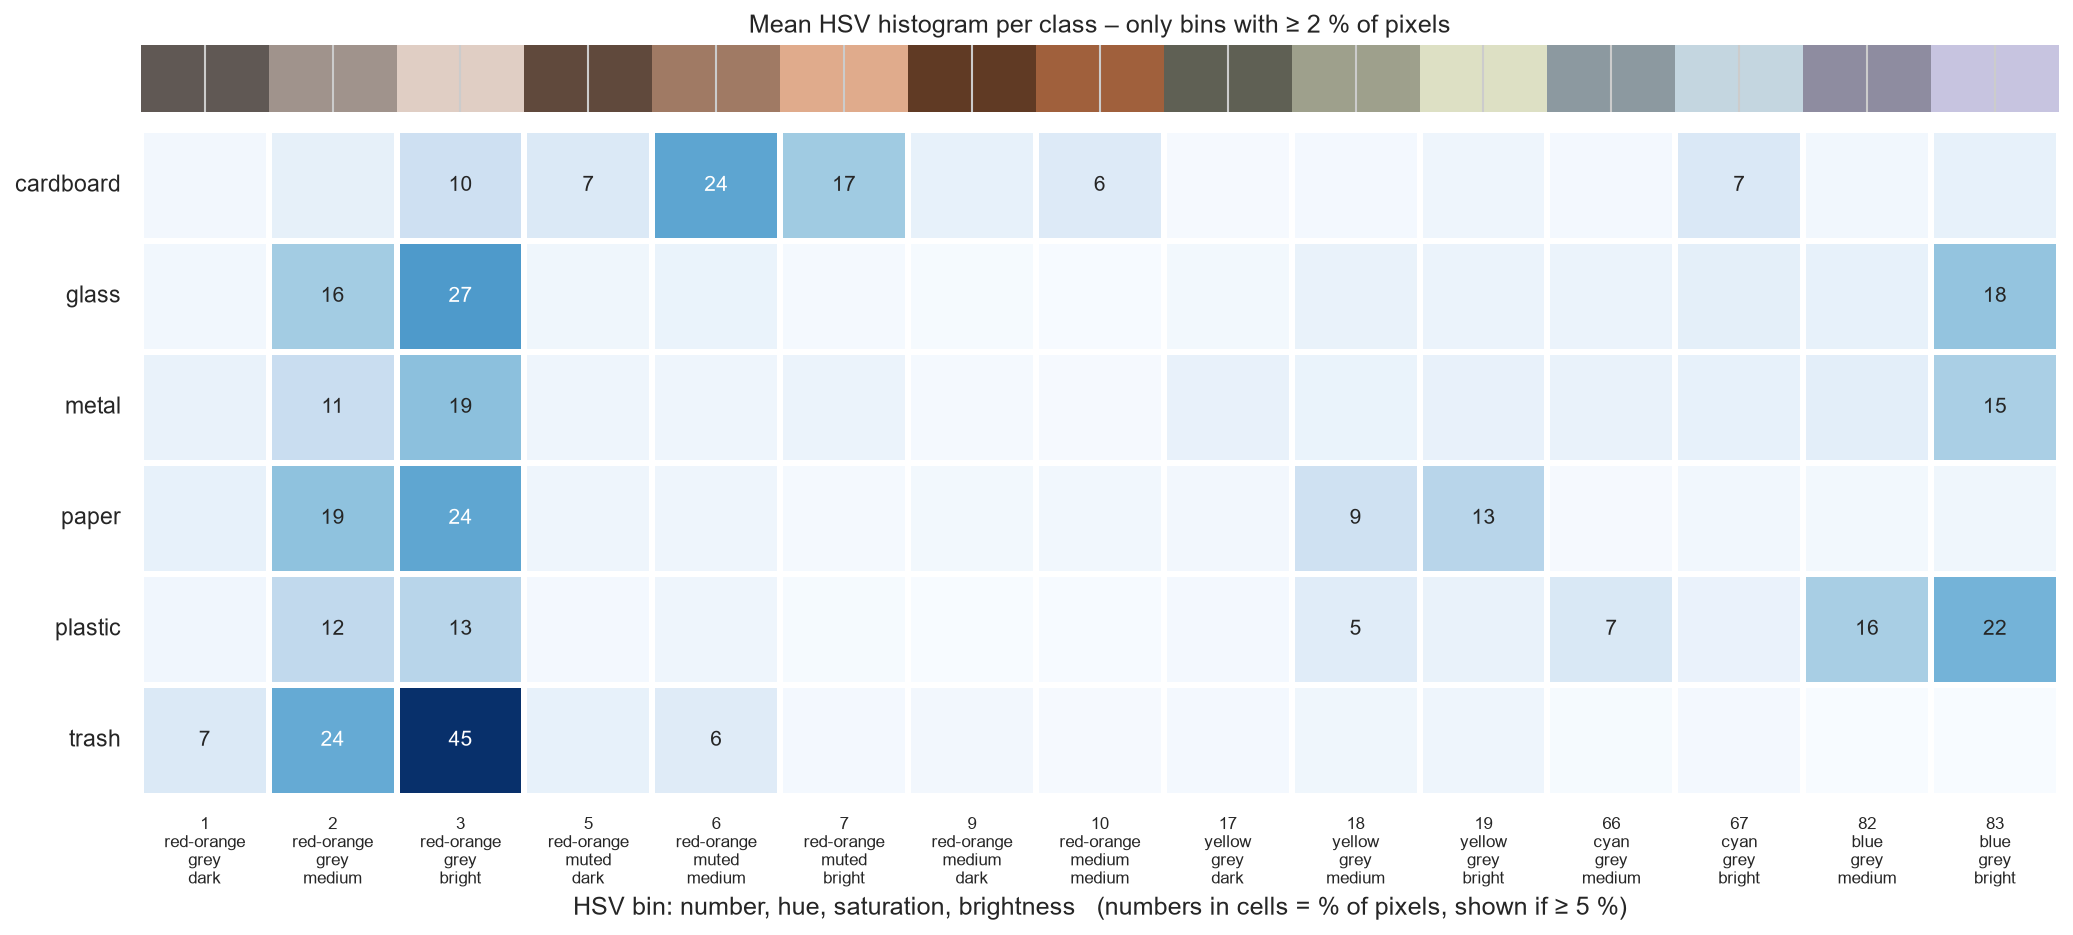 Mean HSV histogram per class – only bins with ≥ 2 % of pixels
cardboard 10 7 24 17 6 7
glass 16 27 18
metal 11 19 15
paper 19 24 9 13
plastic 12 13 5 7 16 22
trash 7 24 45 6
1 2 3 5 6 7 9 10 17 18 19 66 67 82 83
red-orange red-orange red-orange red-orange red-orange red-orange red-orange red-orange yellow yellow yellow cyan cyan blue blue
grey grey grey muted muted muted medium medium grey grey grey grey grey grey grey
dark medium bright dark medium bright dark medium dark medium bright medium bright medium bright
HSV bin: number, hue, saturation, brightness (numbers in cells = % of pixels, shown if ≥ 5 %)